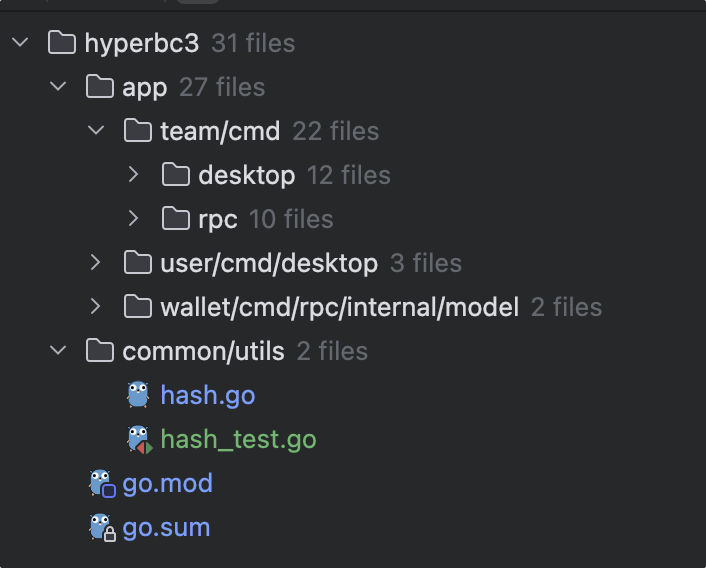 hyperbc3 31 files
app 27 files
team/cmd 22 files
desktop 12 files
rpc 10 files
user/cmd/desktop 3 files
wallet/cmd/rpc/internal/model 2 files
common/utils 2 files
hash.go
hash_test.go
go.mod
go.sum